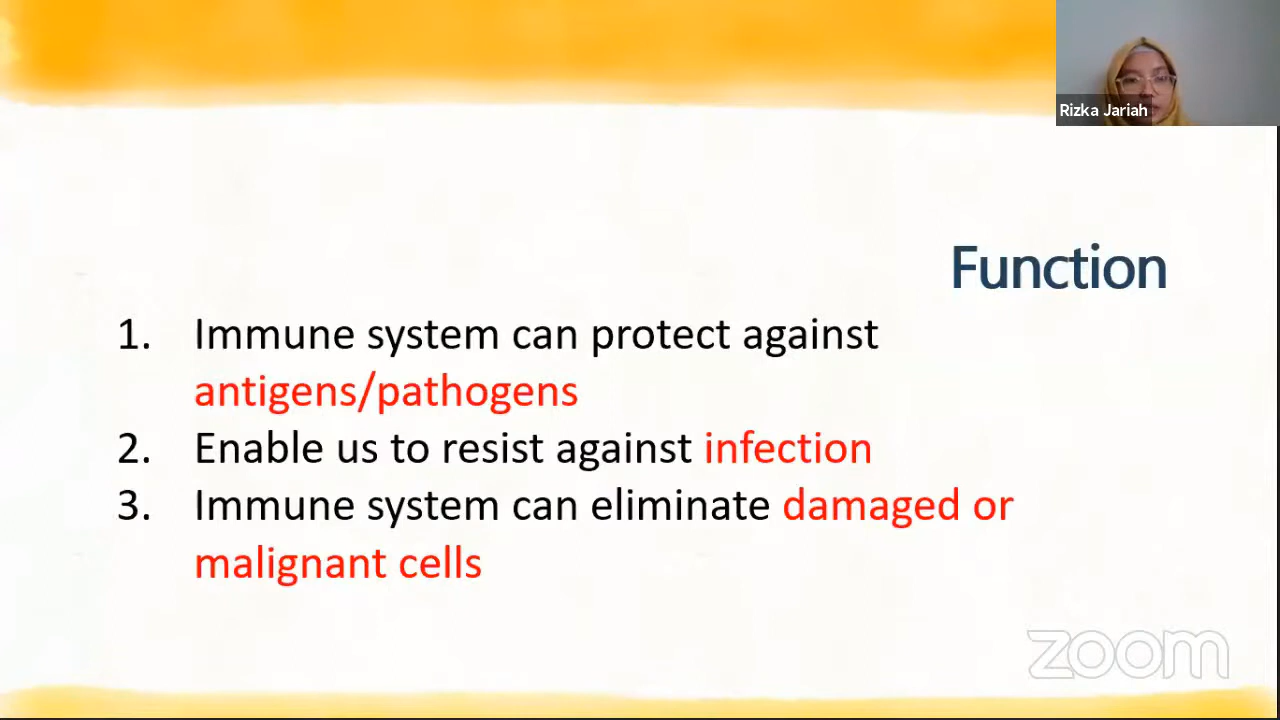 Rizka Jariah
Function
1. Immune system can protect against
antigens/pathogens
2. Enable us to resist against infection
3. Immune system can eliminate damaged or
malignant cells
zoom